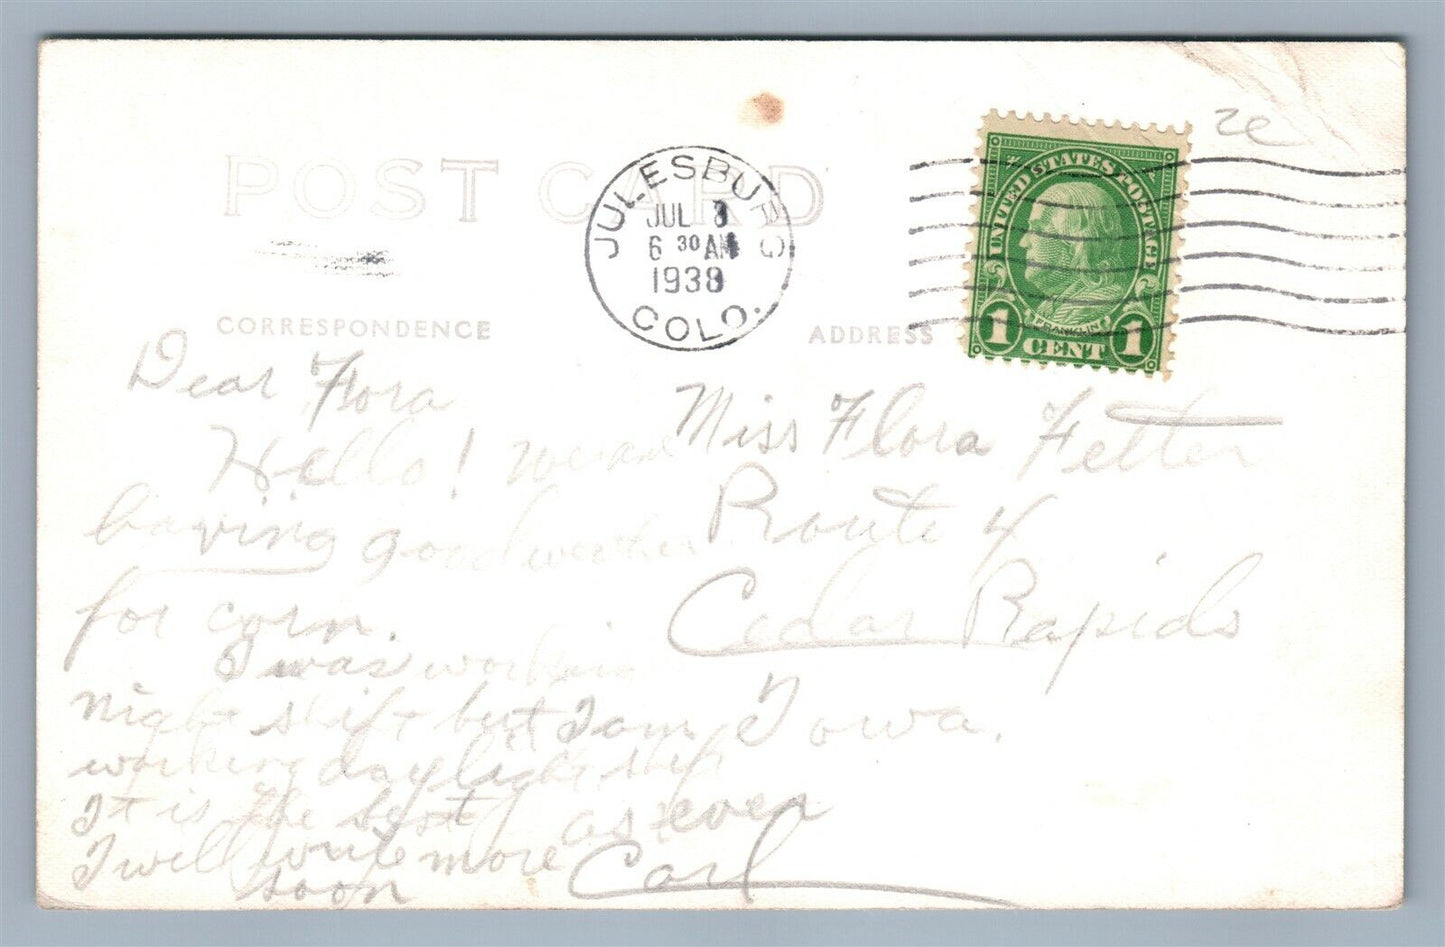 POST CARD
JULESBURG
JUL 8
6 30 AM
1938
COLO.
UNITED STATES POSTAGE
FRANKLIN
1 CENT 1
2c
CORRESPONDENCE
ADDRESS
Dear Flora
Hello! We are
having good weather
for corn.
I was workin
night shift but I am
working daylight shift
It is the best
I will write more
soon
as ever
Carl
Miss Flora Fetter
Route 4
Cedar Rapids
Iowa.